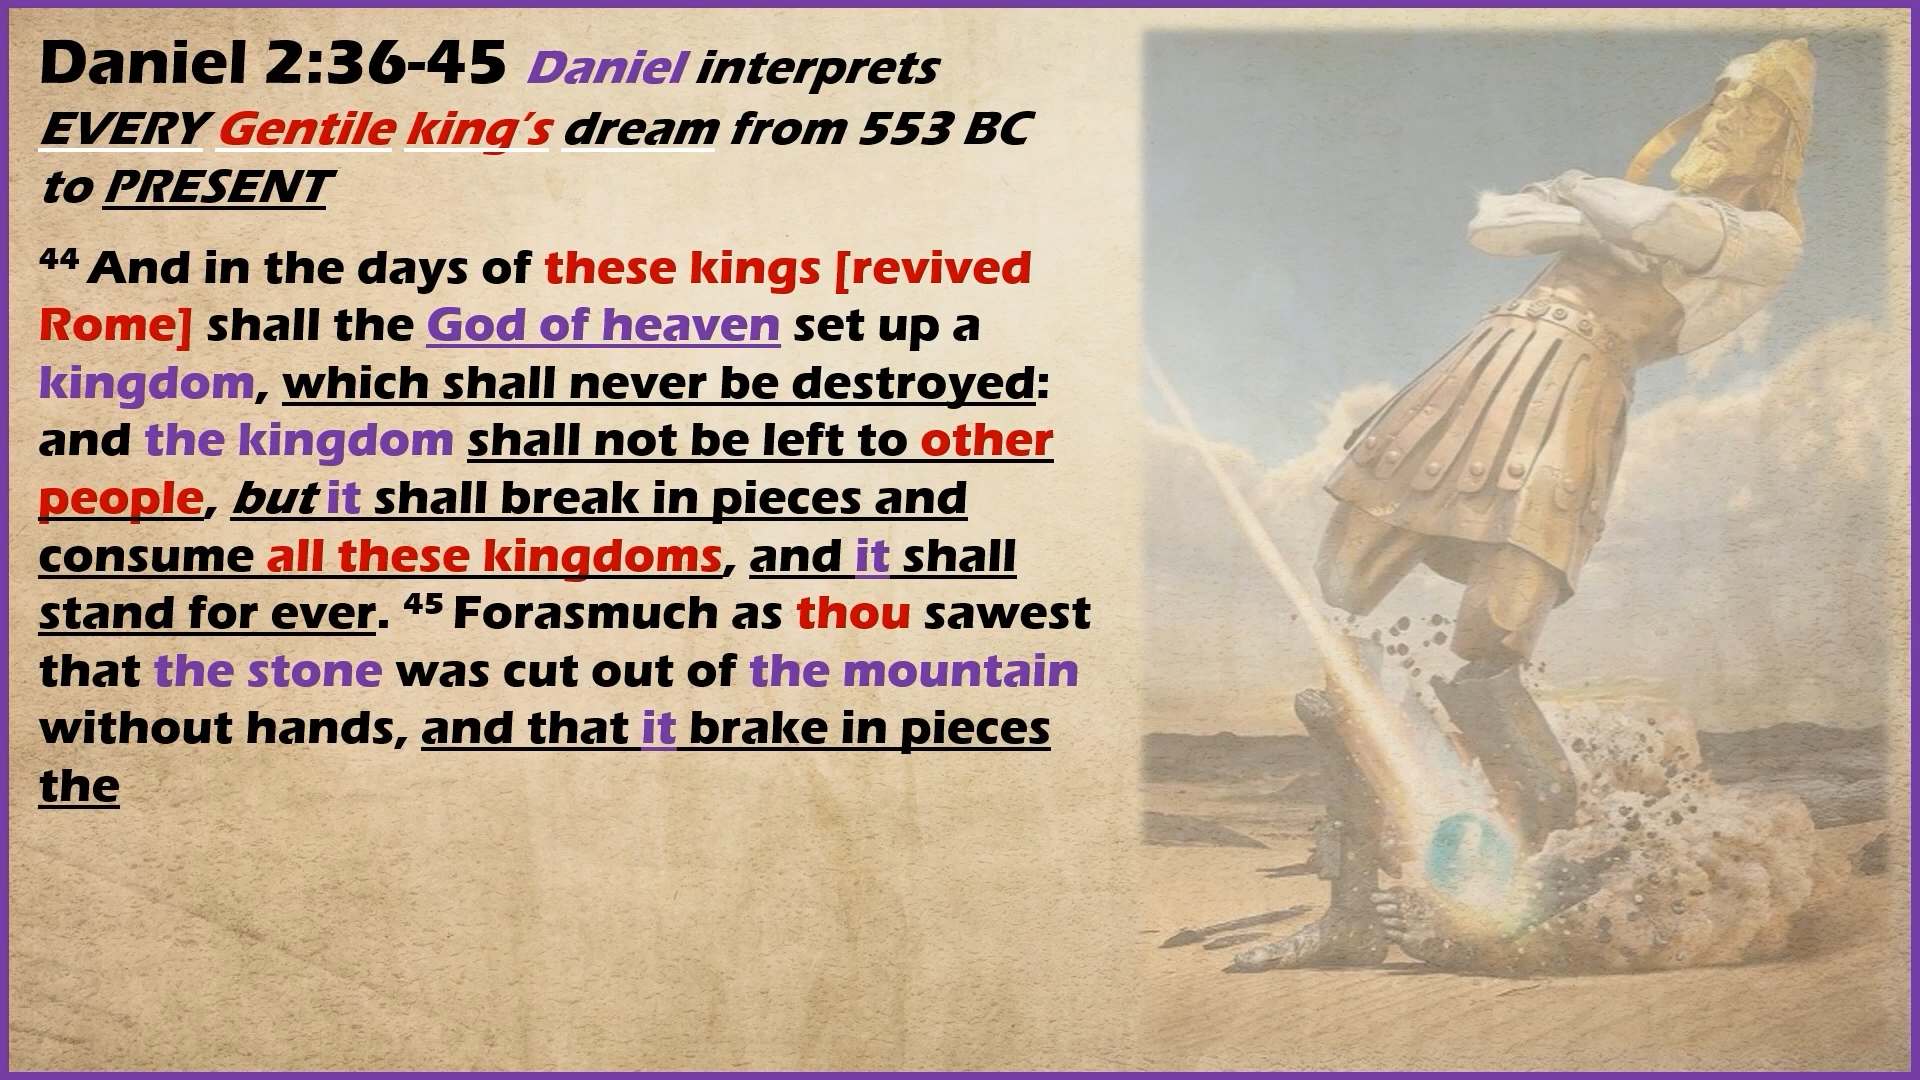 Daniel 2:36-45 Daniel interprets
EVERY Gentile king’s dream from 553 BC
to PRESENT
44 And in the days of these kings [revived
Rome] shall the God of heaven set up a
kingdom, which shall never be destroyed:
and the kingdom shall not be left to other
people, but it shall break in pieces and
consume all these kingdoms, and it shall
stand for ever. 45 Forasmuch as thou sawest
that the stone was cut out of the mountain
without hands, and that it brake in pieces
the